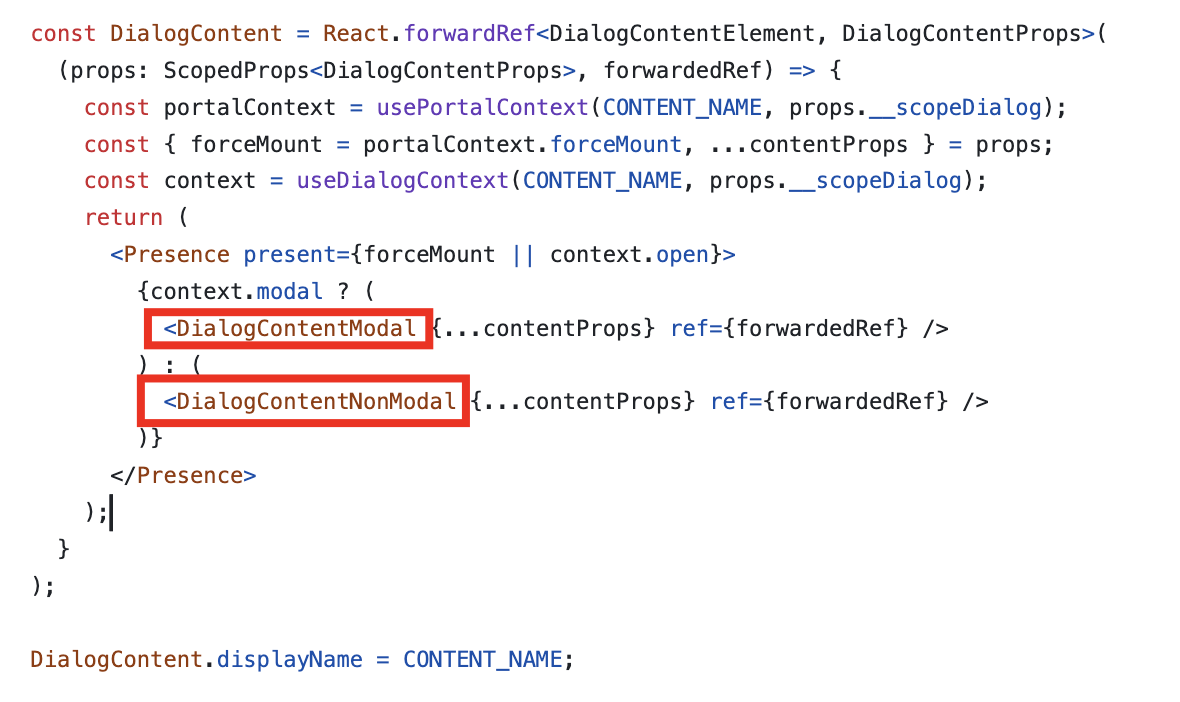 const DialogContent = React.forwardRef<DialogContentElement, DialogContentProps>(
  (props: ScopedProps<DialogContentProps>, forwardedRef) => {
    const portalContext = usePortalContext(CONTENT_NAME, props.__scopeDialog);
    const { forceMount = portalContext.forceMount, ...contentProps } = props;
    const context = useDialogContext(CONTENT_NAME, props.__scopeDialog);
    return (
      <Presence present={forceMount || context.open}>
        {context.modal ? (
          <DialogContentModal {...contentProps} ref={forwardedRef} />
        ) : (
          <DialogContentNonModal {...contentProps} ref={forwardedRef} />
        )}
      </Presence>
    );
  }
);
DialogContent.displayName = CONTENT_NAME;